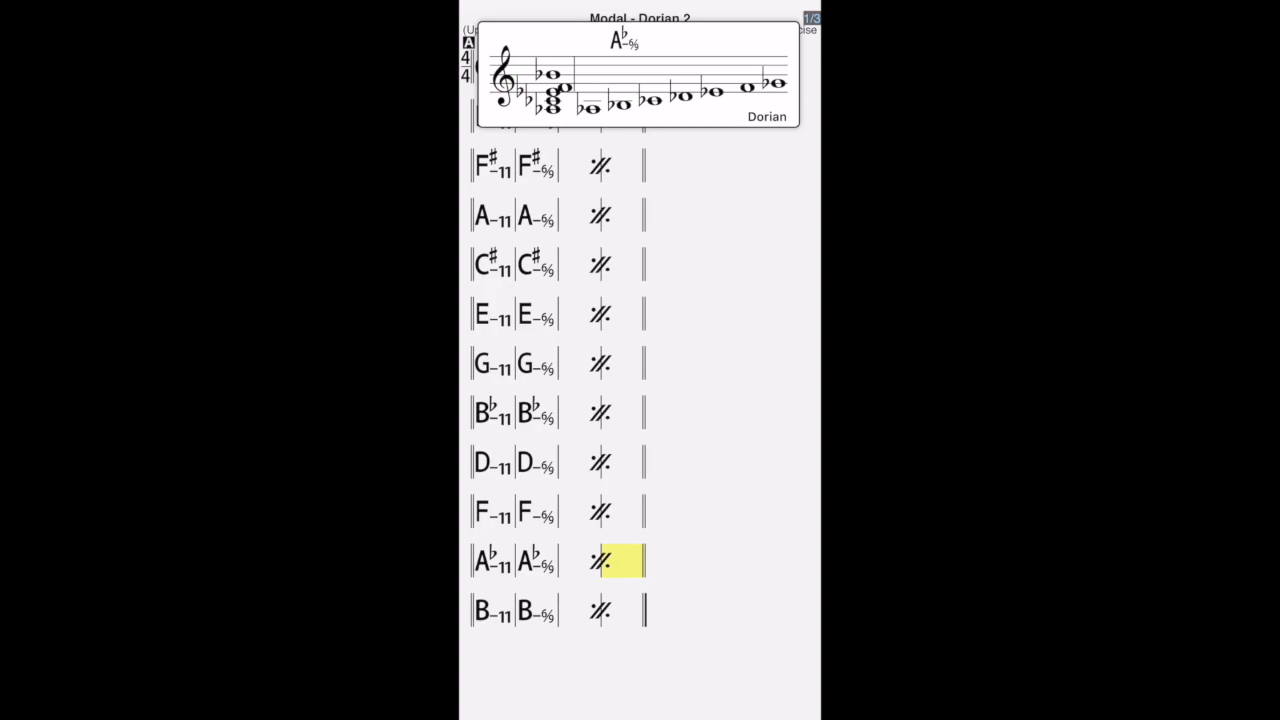 Modal - Dorian 2
1/3
(Up
cise
A♭–6/9
Dorian
A
4
4
F♯–11 F♯–6/9
A–11 A–6/9
C♯–11 C♯–6/9
E–11 E–6/9
G–11 G–6/9
B♭–11 B♭–6/9
D–11 D–6/9
F–11 F–6/9
A♭–11 A♭–6/9
B–11 B–6/9